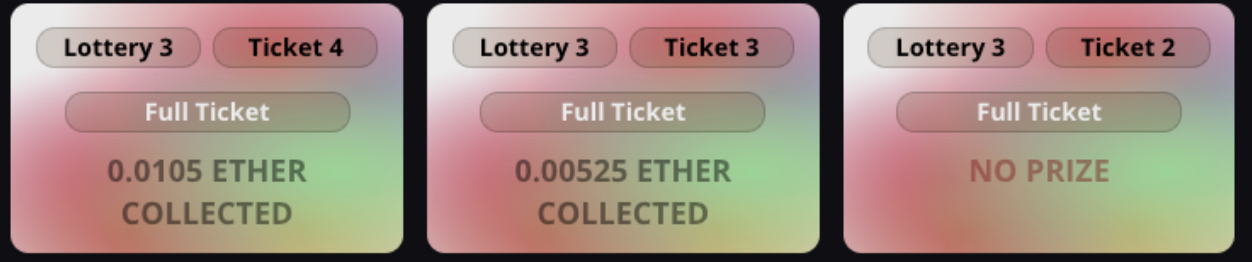 Lottery 3 Ticket 4
Full Ticket
0.0105 ETHER
COLLECTED
Lottery 3 Ticket 3
Full Ticket
0.00525 ETHER
COLLECTED
Lottery 3 Ticket 2
Full Ticket
NO PRIZE